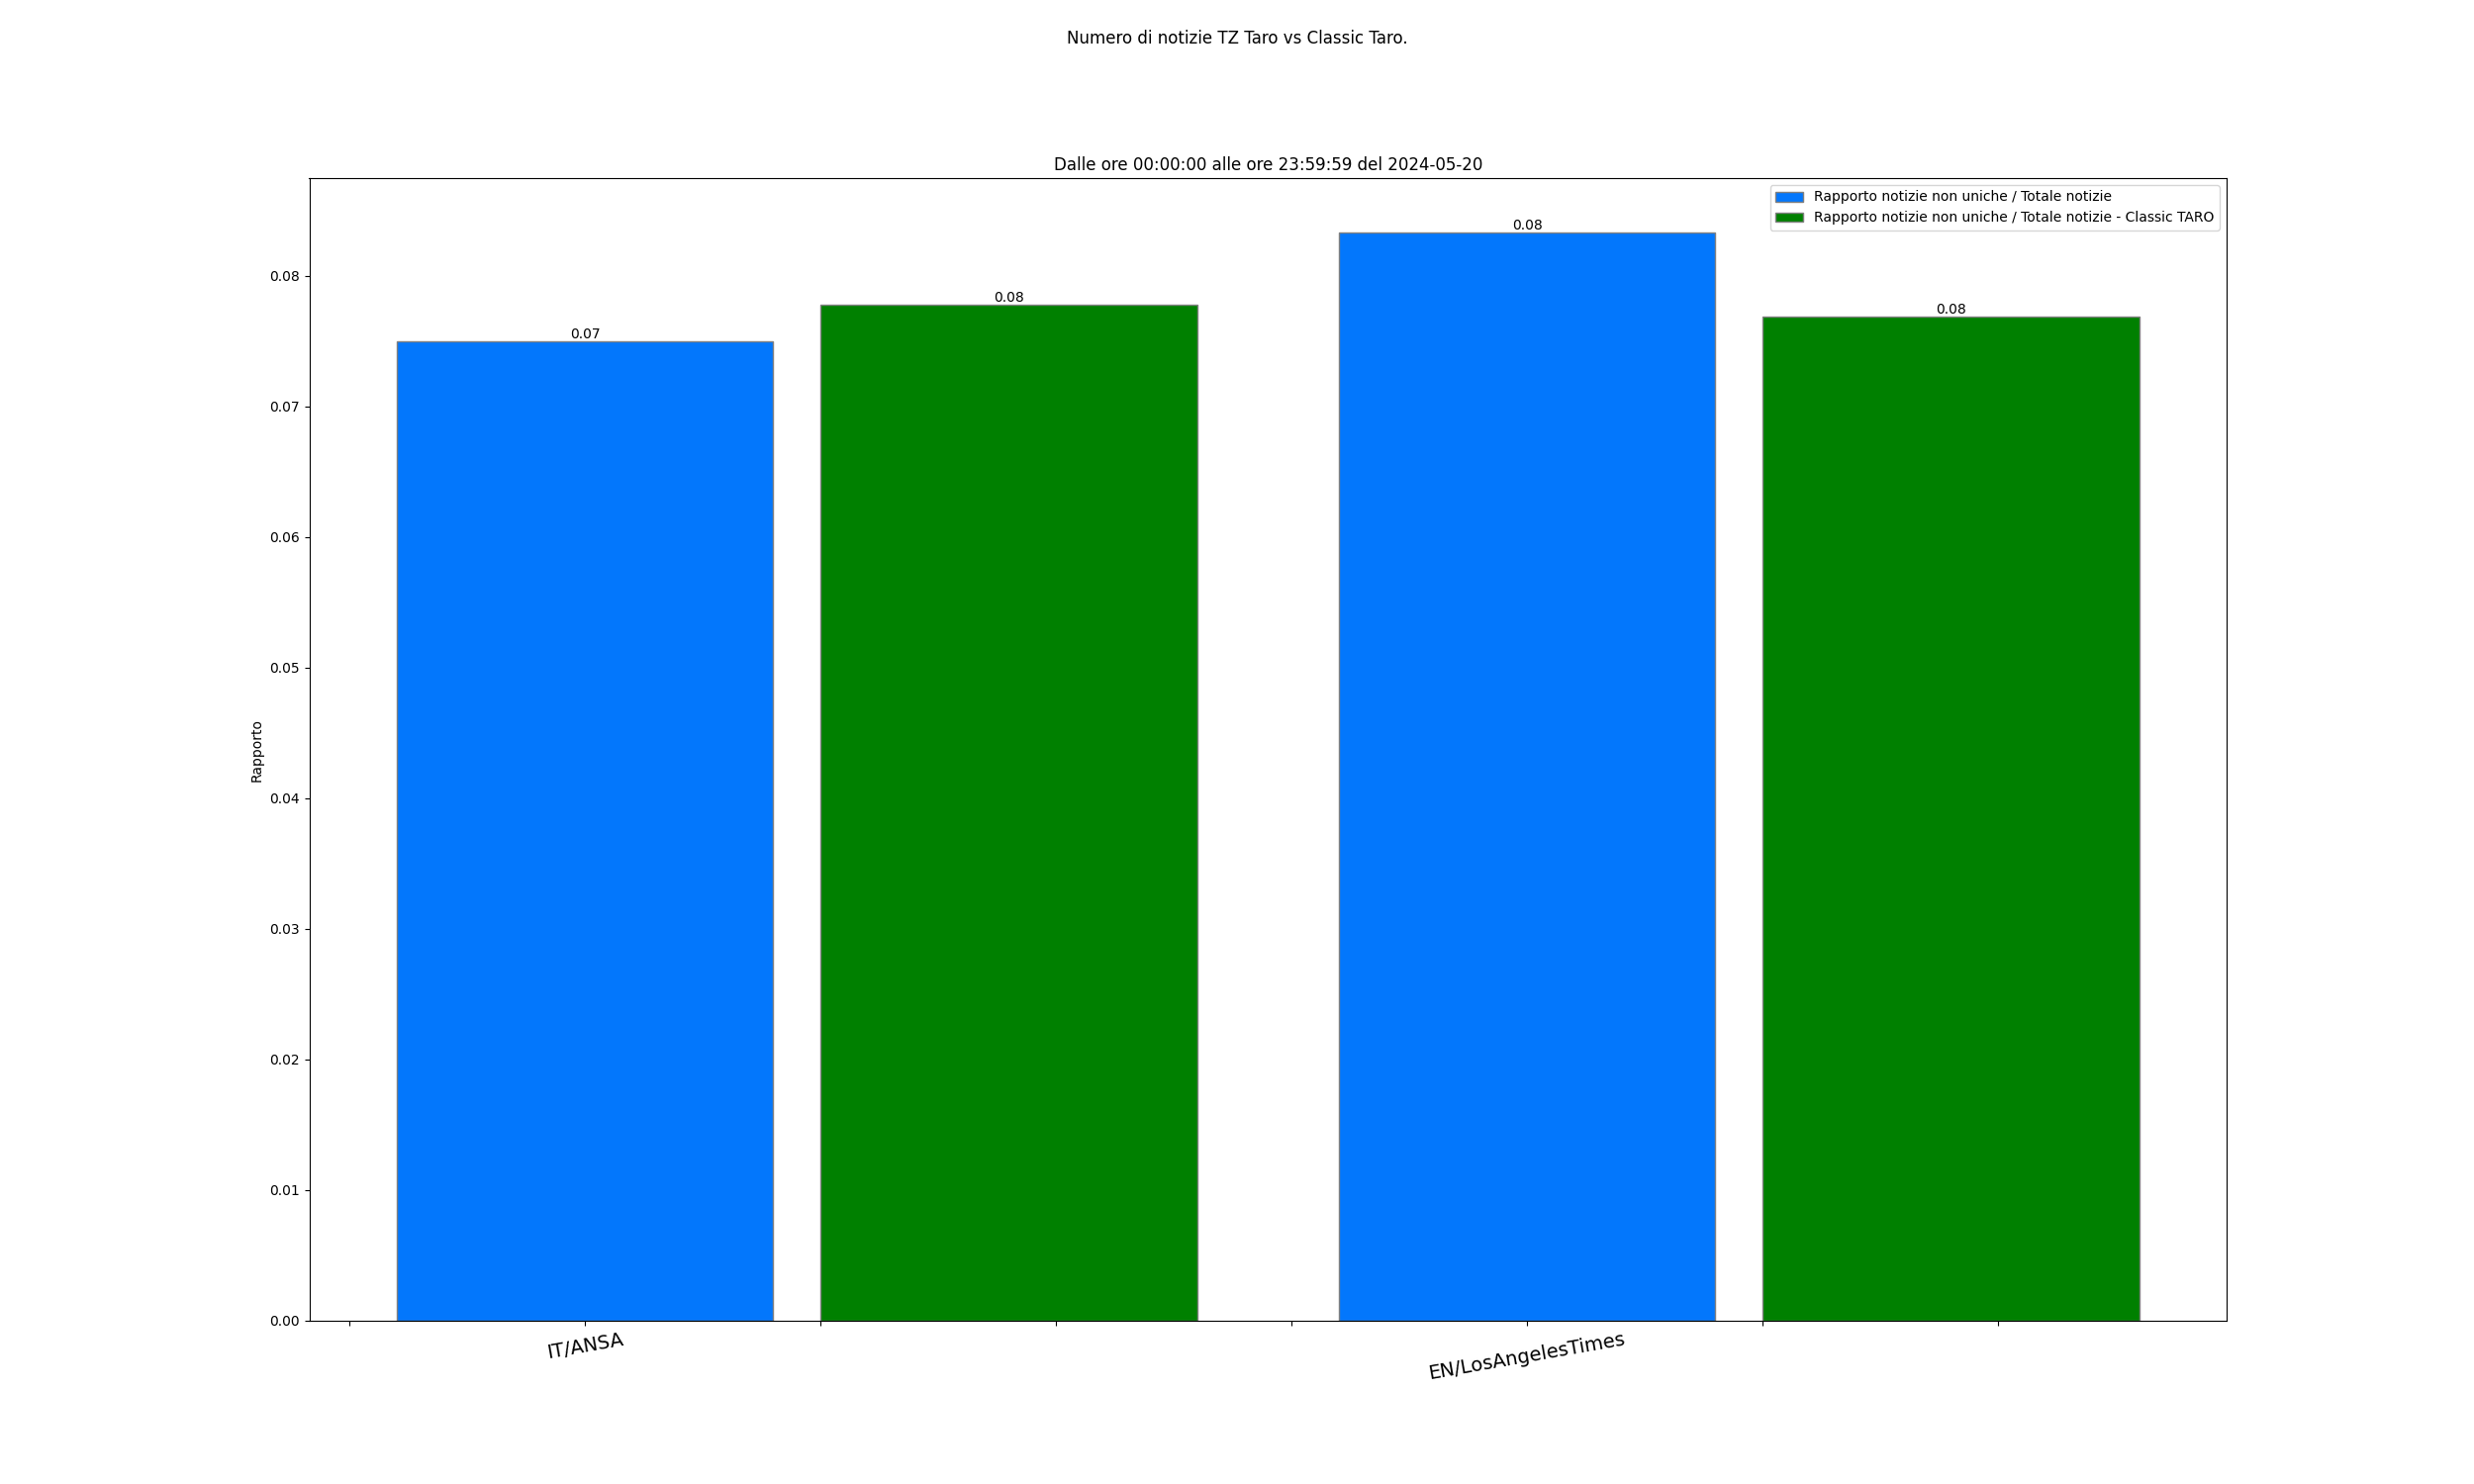 Numero di notizie TZ Taro vs Classic Taro.
Dalle ore 00:00:00 alle ore 23:59:59 del 2024-05-20
Rapporto notizie non uniche / Totale notizie
Rapporto notizie non uniche / Totale notizie - Classic TARO
0.08
0.08
0.08
0.07
0.08
0.07
0.06
0.05
0.04
0.03
0.02
0.01
0.00
Rapporto
IT/ANSA
EN/LosAngelesTimes